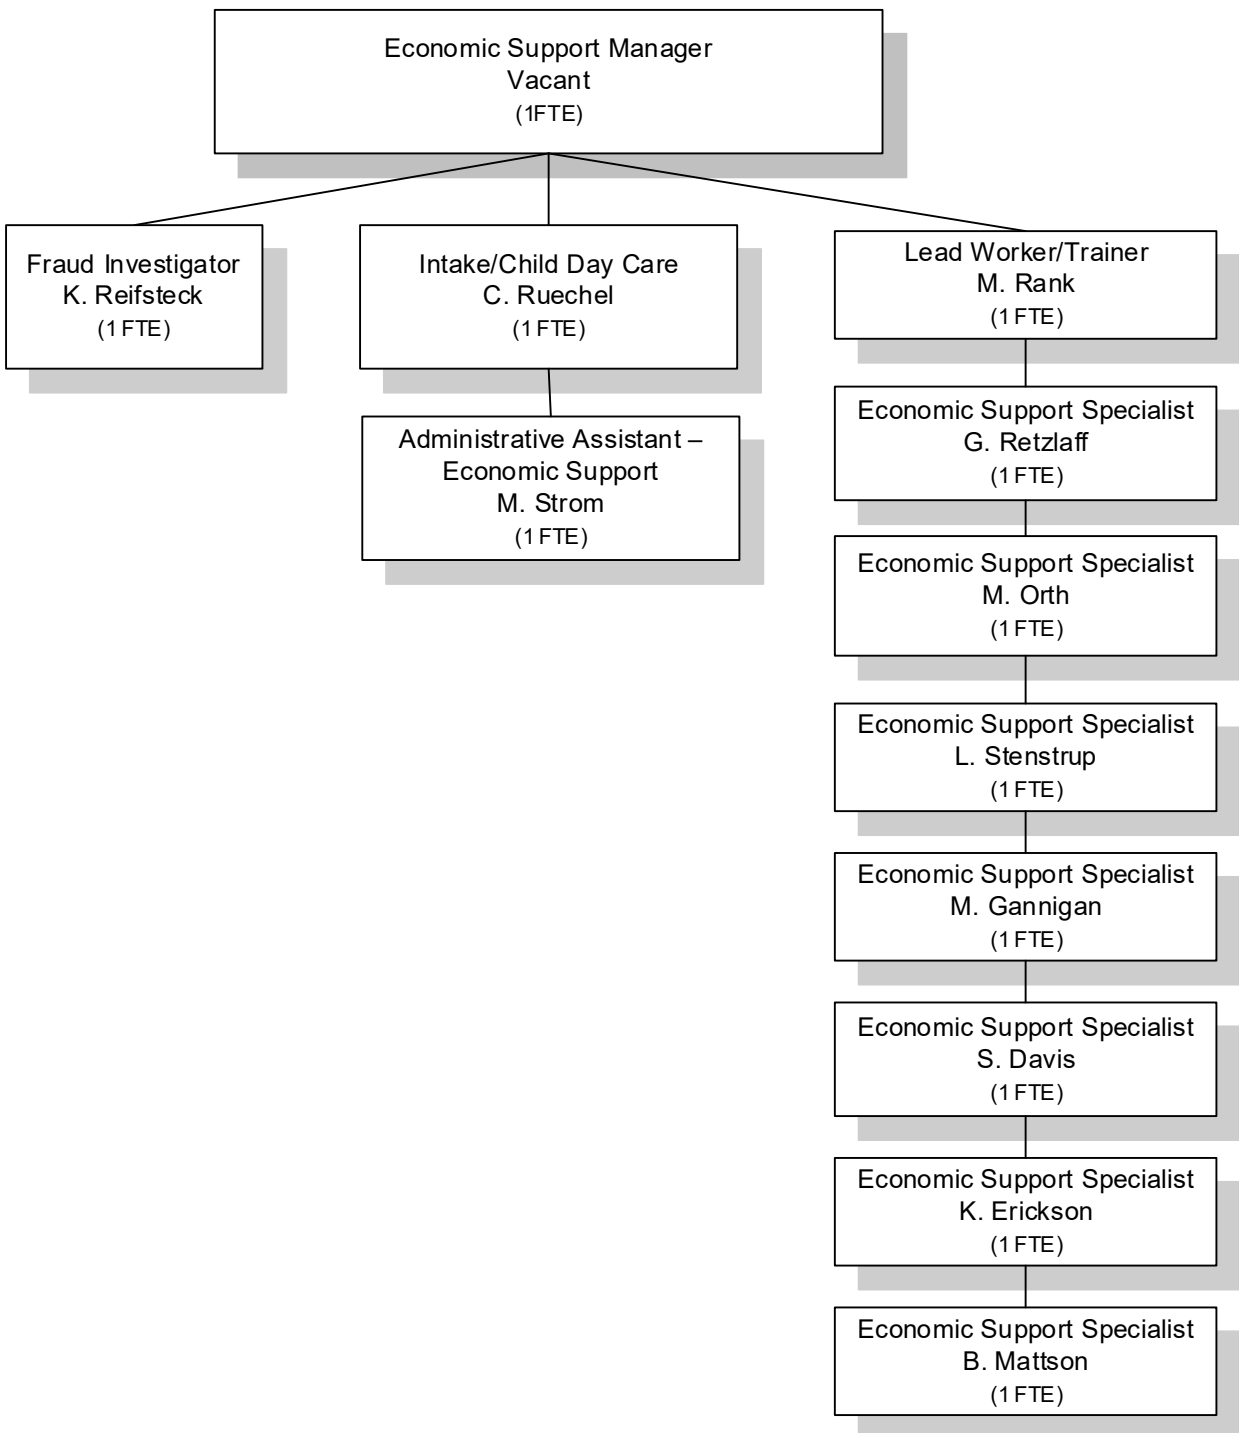 Economic Support Manager
Vacant
(1FTE)
Fraud Investigator
K. Reifsteck
(1 FTE)
Intake/Child Day Care
C. Ruechel
(1 FTE)
Administrative Assistant –
Economic Support
M. Strom
(1 FTE)
Lead Worker/Trainer
M. Rank
(1 FTE)
Economic Support Specialist
G. Retzlaff
(1 FTE)
Economic Support Specialist
M. Orth
(1 FTE)
Economic Support Specialist
L. Stenstrup
(1 FTE)
Economic Support Specialist
M. Gannigan
(1 FTE)
Economic Support Specialist
S. Davis
(1 FTE)
Economic Support Specialist
K. Erickson
(1 FTE)
Economic Support Specialist
B. Mattson
(1 FTE)